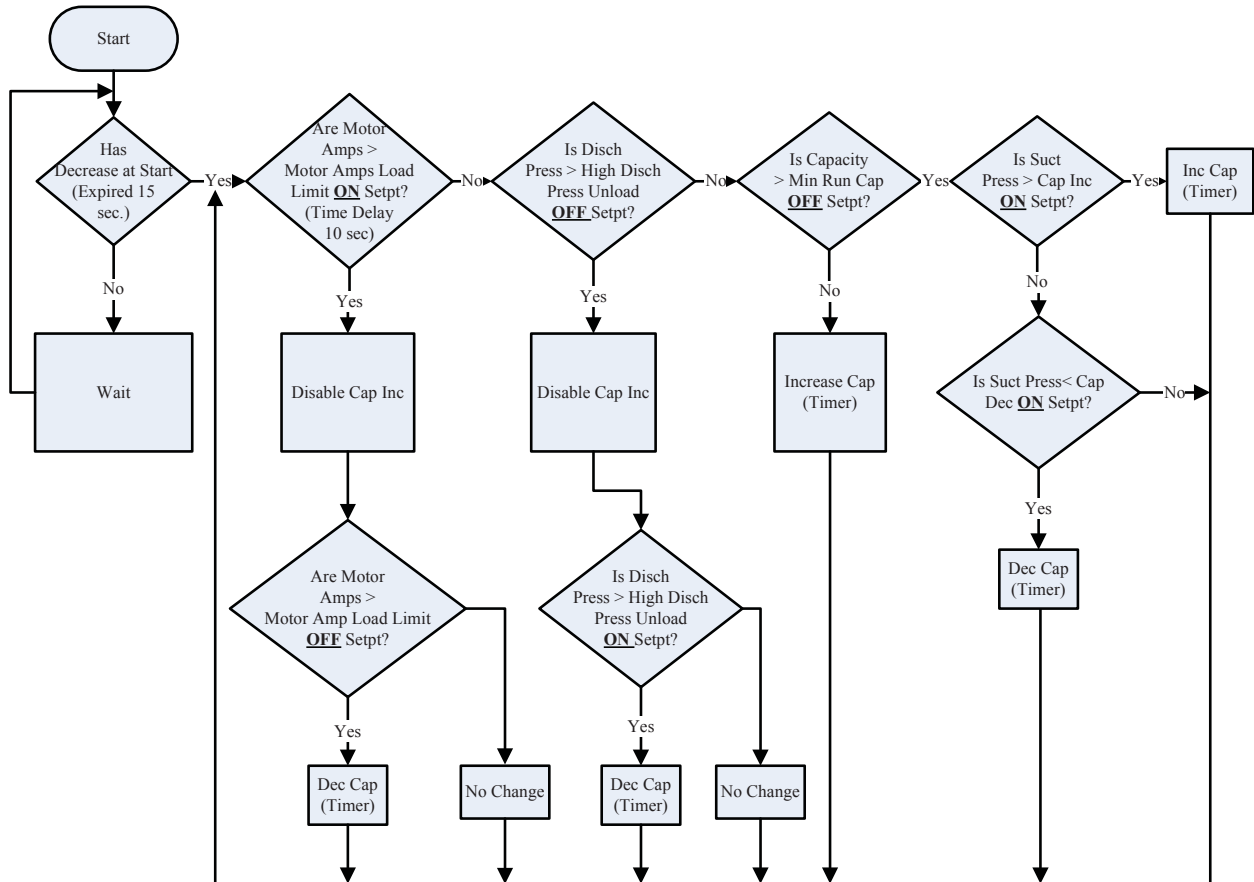 Start
Has
Decrease at Start
(Expired 15
sec.)
Yes
No
Wait
Are Motor
Amps >
Motor Amps Load
Limit ON Setpt?
(Time Delay
10 sec)
No
Yes
Disable Cap Inc
Are Motor
Amps >
Motor Amp Load Limit
OFF Setpt?
Yes
Dec Cap
(Timer)
No Change
Is Disch
Press > High Disch
Press Unload
OFF Setpt?
No
Yes
Disable Cap Inc
Is Disch
Press > High Disch
Press Unload
ON Setpt?
Yes
Dec Cap
(Timer)
No Change
Is Capacity
> Min Run Cap
OFF Setpt?
Yes
No
Increase Cap
(Timer)
Is Suct
Press > Cap Inc
ON Setpt?
Yes
Inc Cap
(Timer)
No
Is Suct Press< Cap
Dec ON Setpt?
No
Yes
Dec Cap
(Timer)